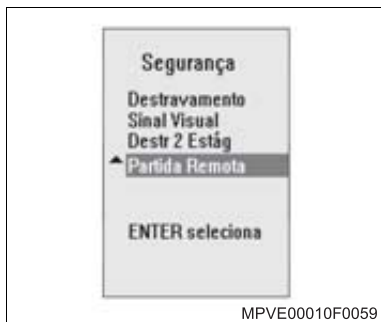 Segurança
Destravamento
Sinal Visual
Destr 2 Estág
Partida Remota
ENTER seleciona
MPVE00010F0059